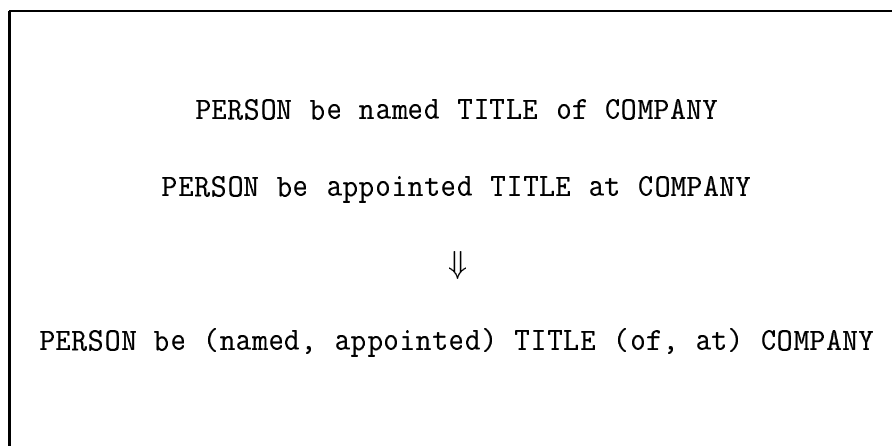 PERSON be named TITLE of COMPANY
PERSON be appointed TITLE at COMPANY
⇓
PERSON be (named, appointed) TITLE (of, at) COMPANY